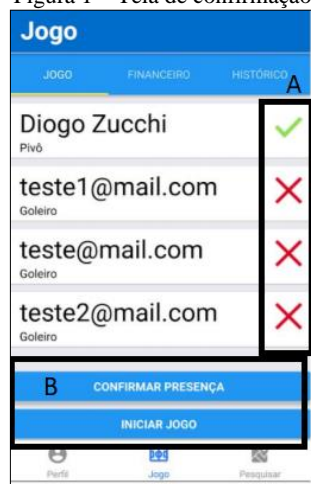 Figura 1 – Tela de confirmação
Jogo
JOGO FINANCEIRO HISTÓRICO
A
Diogo Zucchi
Pivô
teste1@mail.com
Goleiro
teste@mail.com
Goleiro
teste2@mail.com
Goleiro
B CONFIRMAR PRESENÇA
INICIAR JOGO
Perfil Jogo Pesquisar